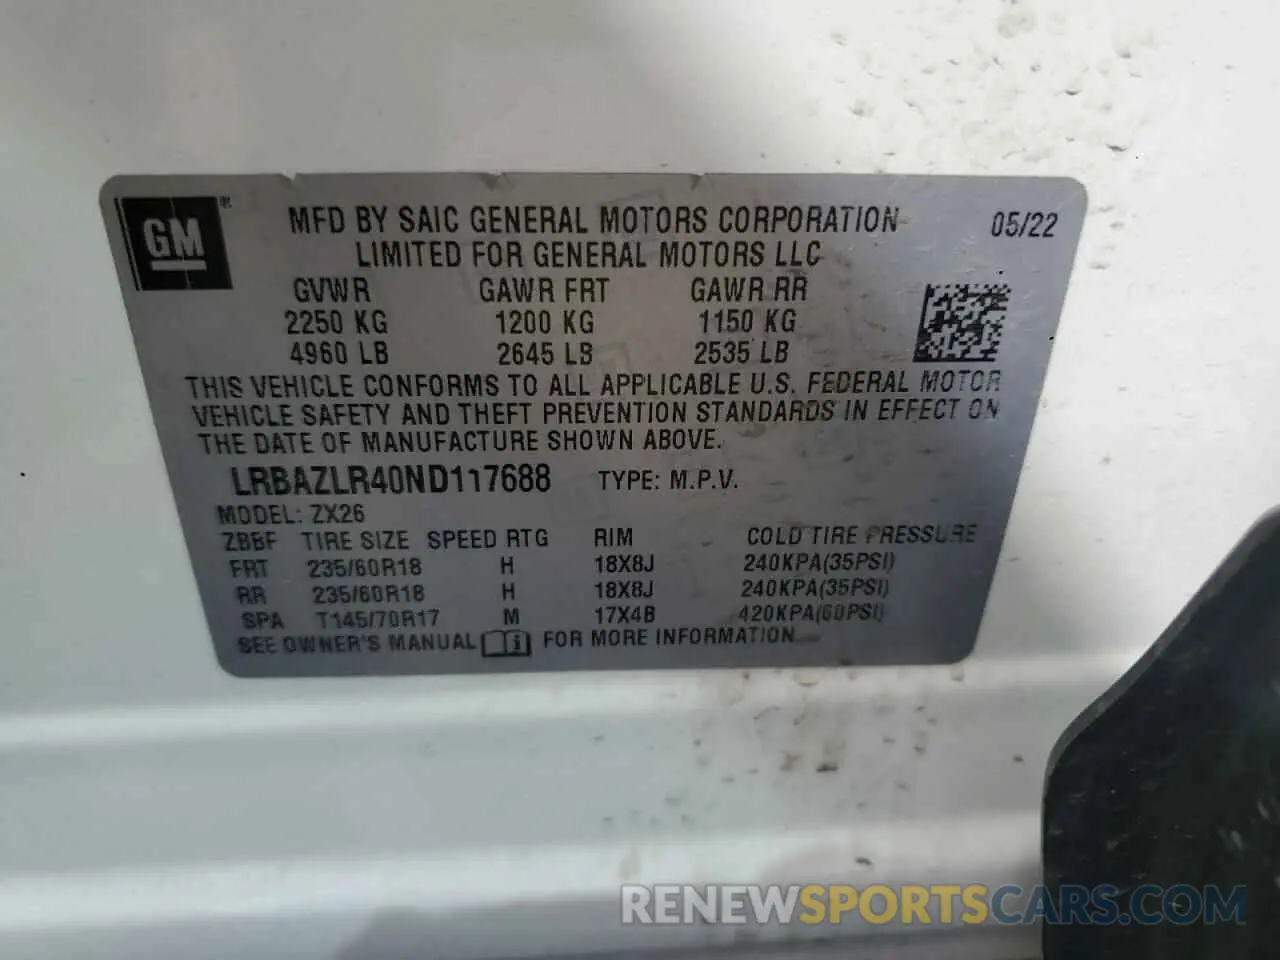 GM ® MFD BY SAIC GENERAL MOTORS CORPORATION 05/22
LIMITED FOR GENERAL MOTORS LLC
GVWR GAWR FRT GAWR RR
2250 KG 1200 KG 1150 KG
4960 LB 2645 LB 2535 LB
THIS VEHICLE CONFORMS TO ALL APPLICABLE U.S. FEDERAL MOTOR
VEHICLE SAFETY AND THEFT PREVENTION STANDARDS IN EFFECT ON
THE DATE OF MANUFACTURE SHOWN ABOVE.
LRBAZLR40ND117688 TYPE: M.P.V.
MODEL: ZX26
ZBBF TIRE SIZE SPEED RTG RIM COLD TIRE PRESSURE
FRT 235/60R18 H 18X8J 240KPA(35PSI)
RR 235/60R18 H 18X8J 240KPA(35PSI)
SPA T145/70R17 M 17X4B 420KPA(60PSI)
SEE OWNER'S MANUAL i FOR MORE INFORMATION
RENEWSPORTSCARS.COM